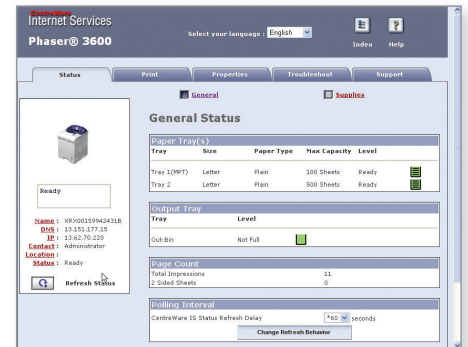 CentreWare
Internet Services
Phaser® 3600
Select your language : English
Index Help
Status Print Properties Troubleshoot Support
General Supplies
General Status
Paper Tray(s)
Tray Size Paper Type Max Capacity Level
Tray 1(MPT) Letter Plain 100 Sheets Ready
Tray 2 Letter Plain 500 Sheets Ready
Output Tray
Tray Level
Out-Bin Not Full
Page Count
Total Impressions 11
2 Sided Sheets 0
Polling Interval
CentreWare IS Status Refresh Delay *60 seconds
Change Refresh Behavior
Ready
Name : XRX00159942431B
DNS : 13.151.177.15
IP : 13.62.70.220
Contact : Administrator
Location :
Status : Ready
Refresh Status